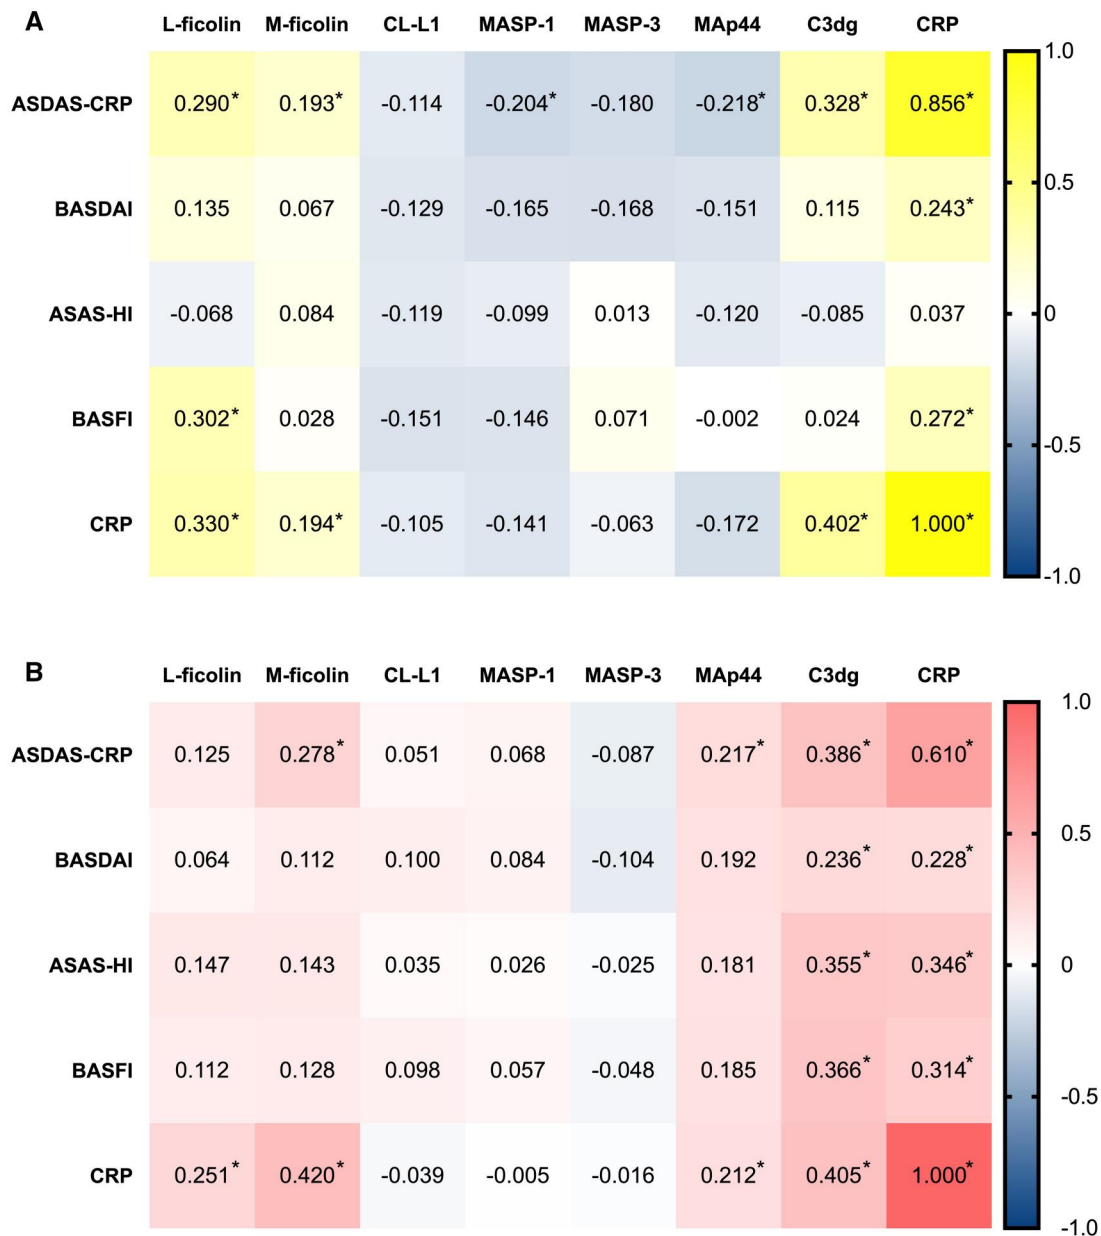 A
L-ficolin M-ficolin CL-L1 MASP-1 MASP-3 MAp44 C3dg CRP
ASDAS-CRP 0.290* 0.193* -0.114 -0.204* -0.180 -0.218* 0.328* 0.856*
BASDAI 0.135 0.067 -0.129 -0.165 -0.168 -0.151 0.115 0.243*
ASAS-HI -0.068 0.084 -0.119 -0.099 0.013 -0.120 -0.085 0.037
BASFI 0.302* 0.028 -0.151 -0.146 0.071 -0.002 0.024 0.272*
CRP 0.330* 0.194* -0.105 -0.141 -0.063 -0.172 0.402* 1.000*
1.0
0.5
0
-0.5
-1.0
B
L-ficolin M-ficolin CL-L1 MASP-1 MASP-3 MAp44 C3dg CRP
ASDAS-CRP 0.125 0.278* 0.051 0.068 -0.087 0.217* 0.386* 0.610*
BASDAI 0.064 0.112 0.100 0.084 -0.104 0.192 0.236* 0.228*
ASAS-HI 0.147 0.143 0.035 0.026 -0.025 0.181 0.355* 0.346*
BASFI 0.112 0.128 0.098 0.057 -0.048 0.185 0.366* 0.314*
CRP 0.251* 0.420* -0.039 -0.005 -0.016 0.212* 0.405* 1.000*
1.0
0.5
0
-0.5
-1.0